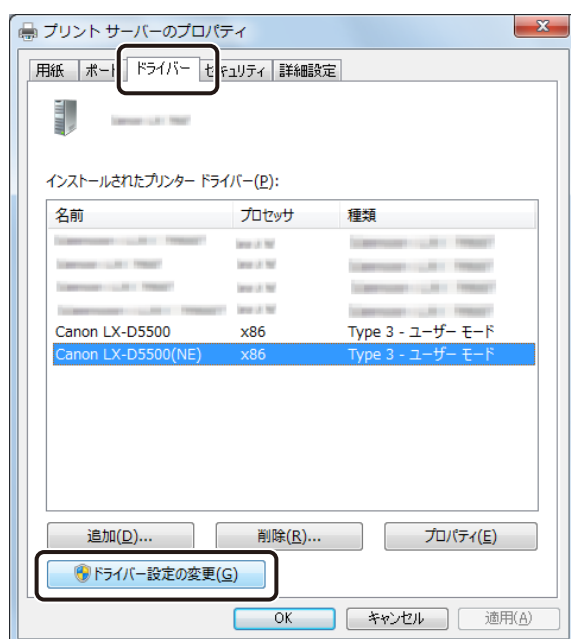 プリント サーバーのプロパティ
用紙 ポート ドライバー セキュリティ 詳細設定
インストールされたプリンター ドライバー(P):
名前 プロセッサ 種類
Canon LX-D5500 x86 Type 3 - ユーザー モード
Canon LX-D5500(NE) x86 Type 3 - ユーザー モード
追加(D)... 削除(R)... プロパティ(E)
ドライバー設定の変更(G)
OK キャンセル 適用(A)